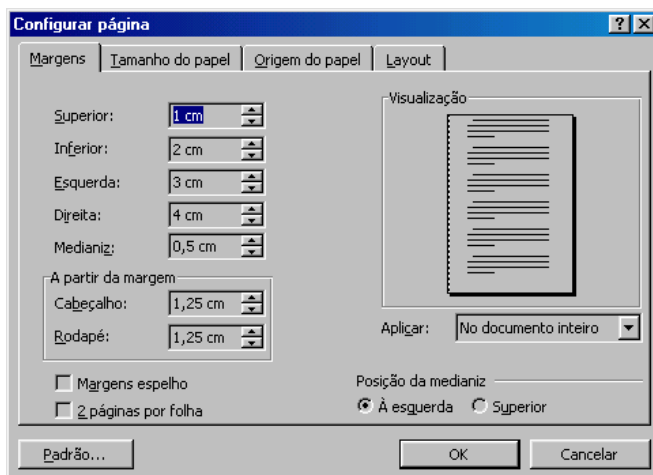 Configurar página
Margens Tamanho do papel Origem do papel Layout
Superior: 1 cm
Inferior: 2 cm
Esquerda: 3 cm
Direita: 4 cm
Medianiz: 0,5 cm
A partir da margem
Cabeçalho: 1,25 cm
Rodapé: 1,25 cm
Margens espelho
2 páginas por folha
Visualização
Aplicar: No documento inteiro
Posição da medianiz
À esquerda Superior
Padrão... OK Cancelar